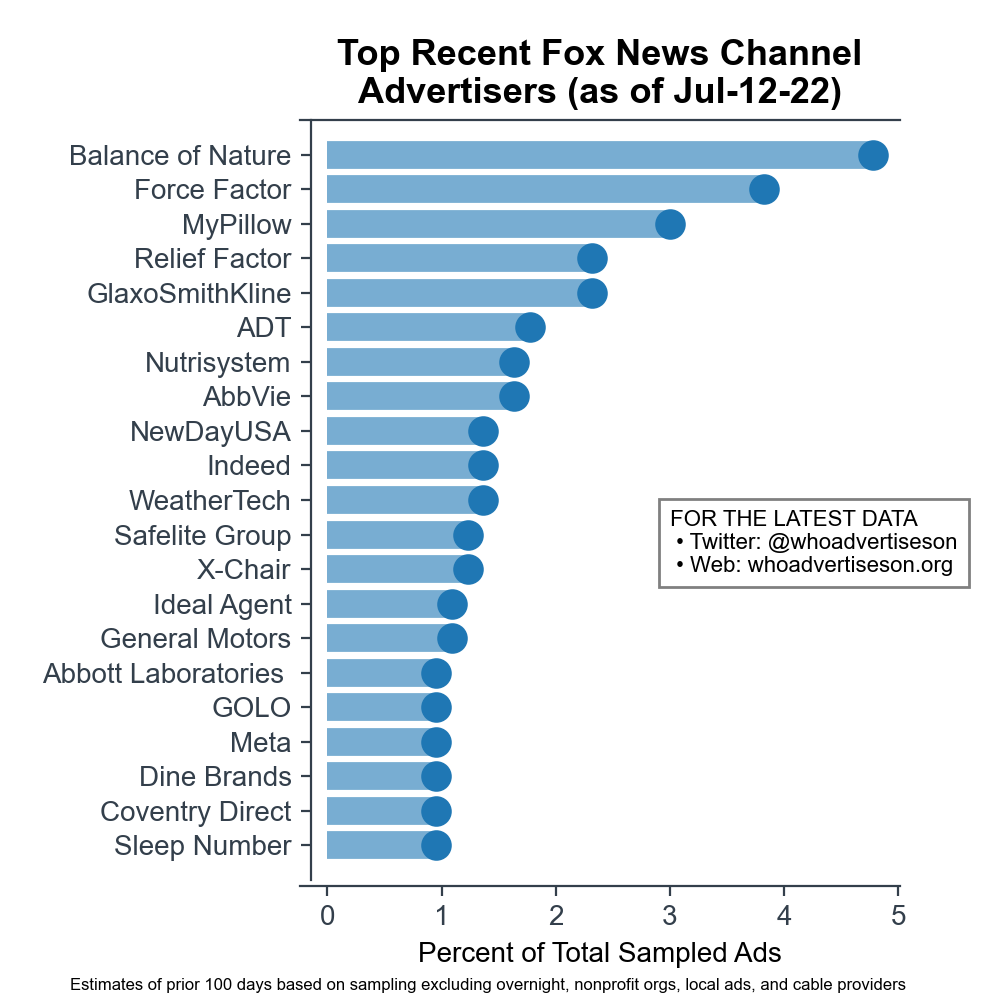 Top Recent Fox News Channel
Advertisers (as of Jul-12-22)
Balance of Nature
Force Factor
MyPillow
Relief Factor
GlaxoSmithKline
ADT
Nutrisystem
AbbVie
NewDayUSA
Indeed
WeatherTech
Safelite Group
X-Chair
Ideal Agent
General Motors
Abbott Laboratories
GOLO
Meta
Dine Brands
Coventry Direct
Sleep Number
FOR THE LATEST DATA
• Twitter: @whoadvertiseson
• Web: whoadvertiseson.org
0 1 2 3 4 5
Percent of Total Sampled Ads
Estimates of prior 100 days based on sampling excluding overnight, nonprofit orgs, local ads, and cable providers